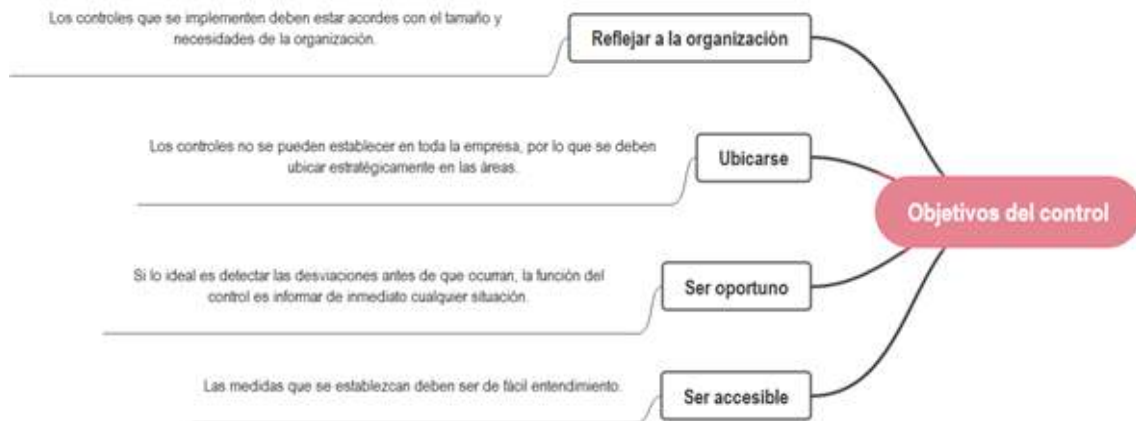 Los controles que se implementen deben estar acordes con el tamaño y
necesidades de la organización.
Reflejar a la organización
Los controles no se pueden establecer en toda la empresa, por lo que se deben
ubicar estratégicamente en las áreas.
Ubicarse
Objetivos del control
Si lo ideal es detectar las desviaciones antes de que ocurran, la función del
control es informar de inmediato cualquier situación.
Ser oportuno
Las medidas que se establezcan deben ser de fácil entendimiento.
Ser accesible